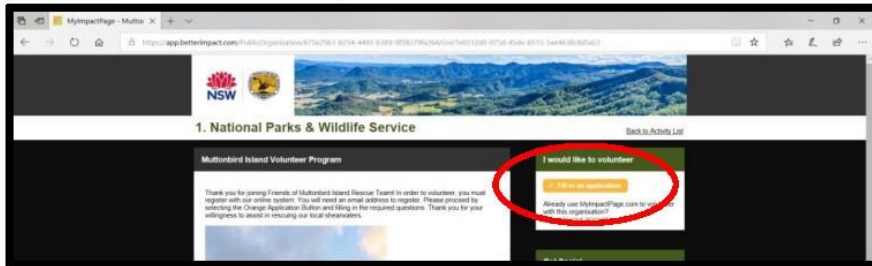 MyImpactPage - Mutton
https://app.betterimpact.com/PublicOrganization/
NSW
1. National Parks & Wildlife Service
Back to Activity List
Muttonbird Island Volunteer Program
I would like to volunteer
Fill in an application
Thank you for joining Friends of Muttonbird Island Rescue Team! In order to volunteer, you must
register with our online system. You will need an email address to register. Please proceed by
selecting the Orange Application Button and filling in the required questions. Thank you for your
willingness to assist in rescuing our local shearwaters.
Already use MyImpactPage.com to volunteer
with this organisation?
Get Social